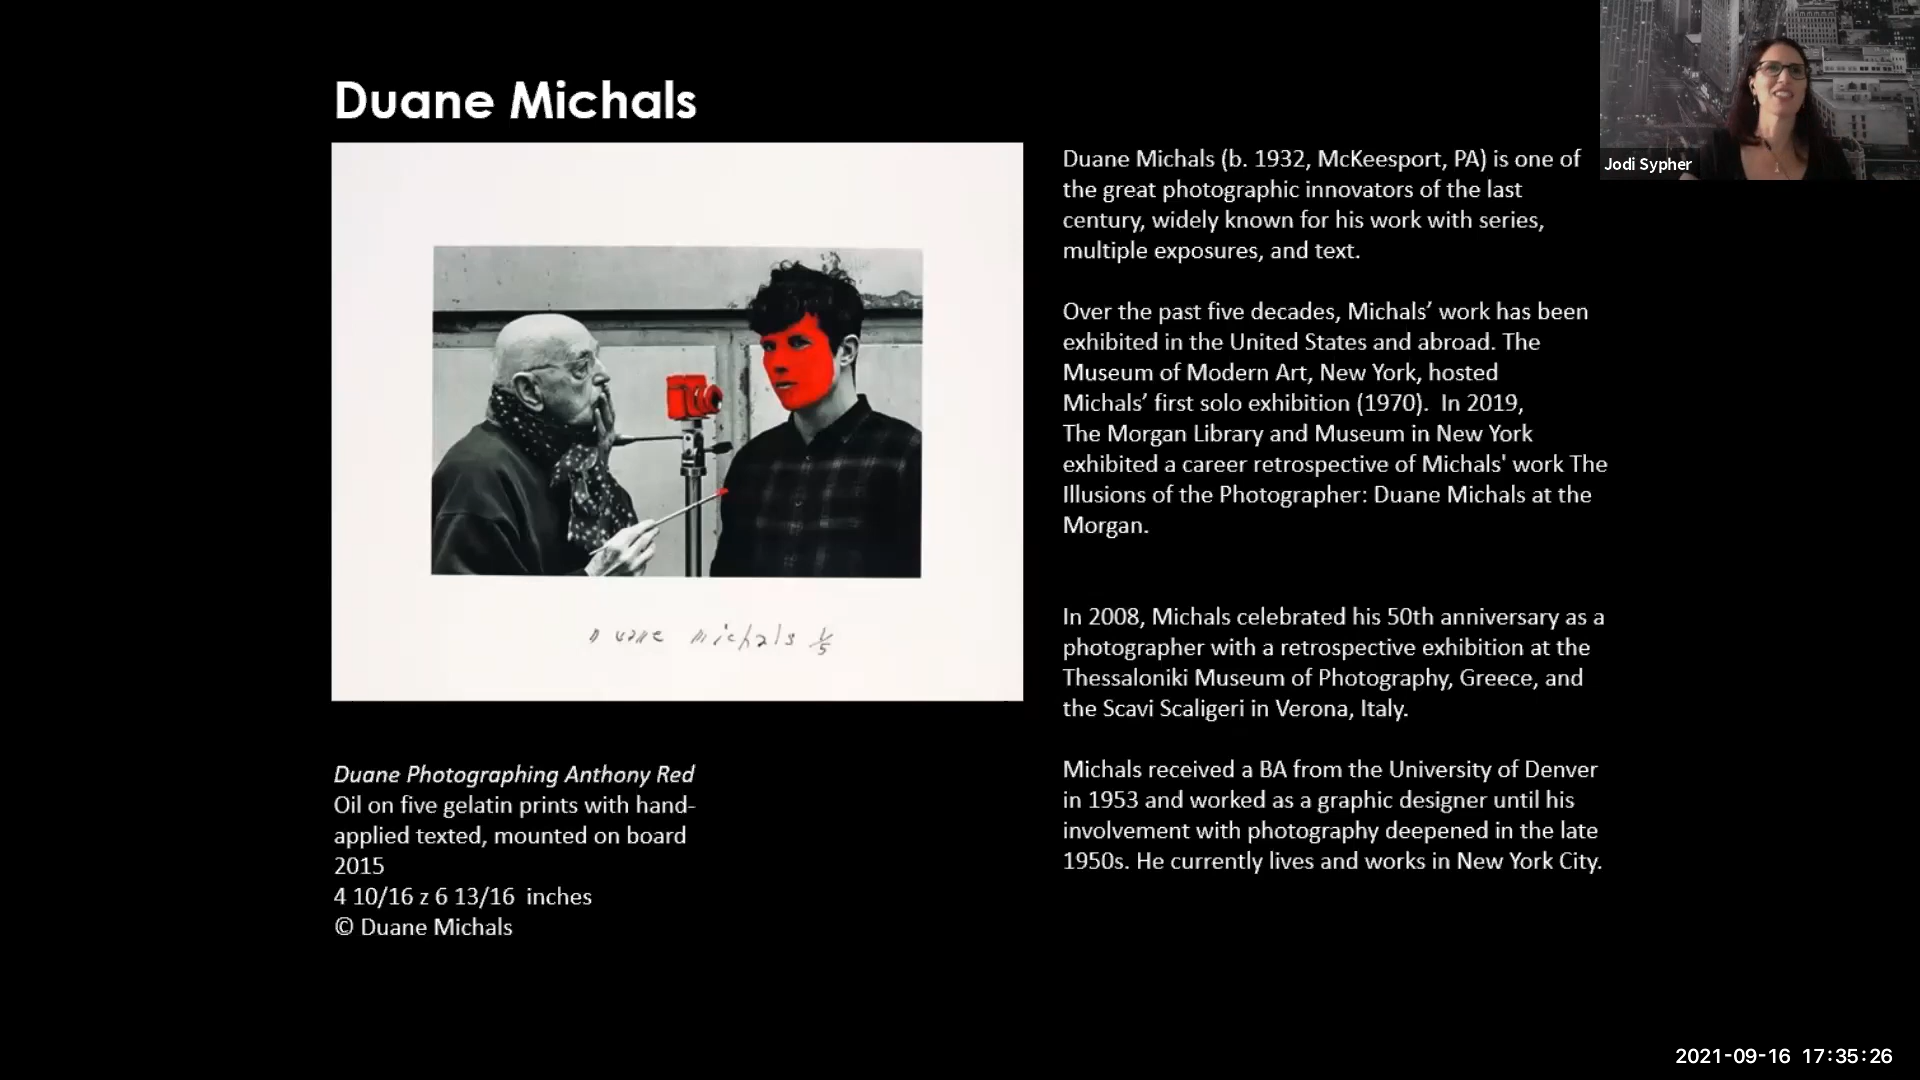 Duane Michals
Duane Michals (b. 1932, McKeesport, PA) is one of
the great photographic innovators of the last
century, widely known for his work with series,
multiple exposures, and text.
Over the past five decades, Michals’ work has been
exhibited in the United States and abroad. The
Museum of Modern Art, New York, hosted
Michals’ first solo exhibition (1970).  In 2019,
The Morgan Library and Museum in New York
exhibited a career retrospective of Michals' work The
Illusions of the Photographer: Duane Michals at the
Morgan.
In 2008, Michals celebrated his 50th anniversary as a
photographer with a retrospective exhibition at the
Thessaloniki Museum of Photography, Greece, and
the Scavi Scaligeri in Verona, Italy.
Michals received a BA from the University of Denver
in 1953 and worked as a graphic designer until his
involvement with photography deepened in the late
1950s. He currently lives and works in New York City.
Duane Michals 1/5
Duane Photographing Anthony Red
Oil on five gelatin prints with hand-
applied texted, mounted on board
2015
4 10/16 z 6 13/16  inches
© Duane Michals
Jodi Sypher
2021-09-16 17:35:26